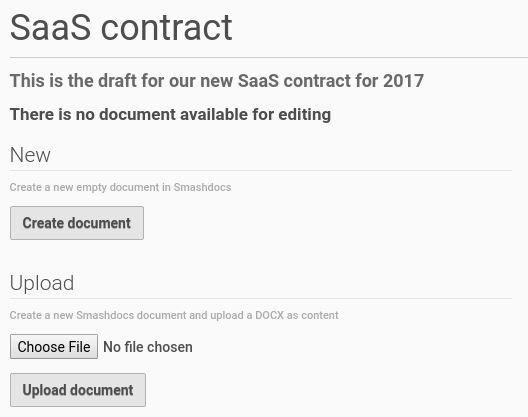 SaaS contract
This is the draft for our new SaaS contract for 2017
There is no document available for editing
New
Create a new empty document in Smashdocs
Create document
Upload
Create a new Smashdocs document and upload a DOCX as content
Choose File No file chosen
Upload document